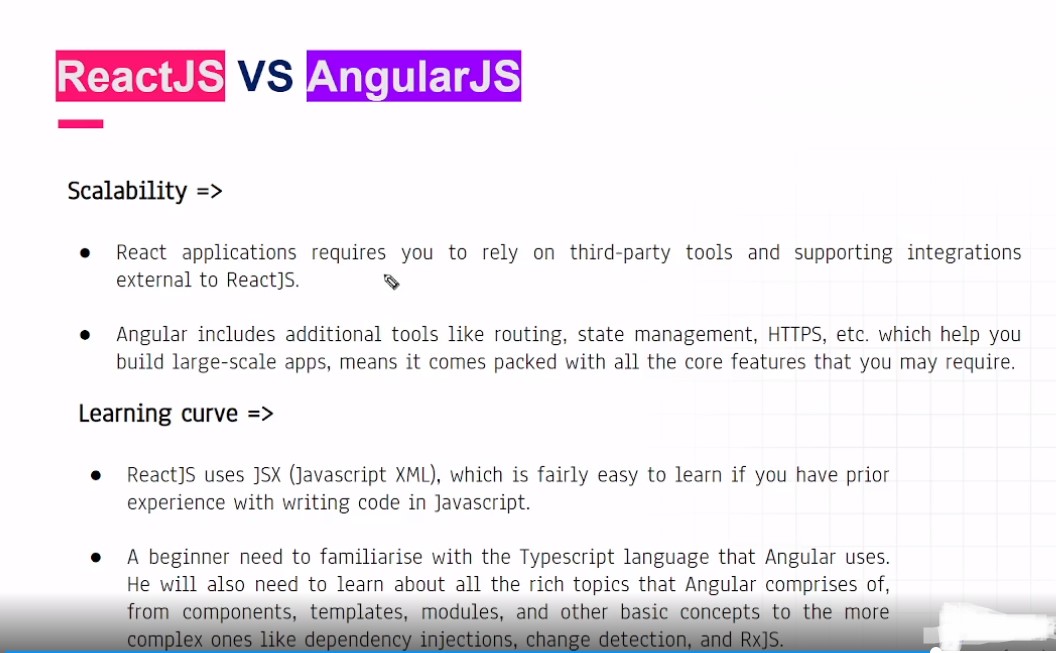 ReactJS VS AngularJS
Scalability =>
● React applications requires you to rely on third-party tools and supporting integrations
external to ReactJS.
● Angular includes additional tools like routing, state management, HTTPS, etc. which help you
build large-scale apps, means it comes packed with all the core features that you may require.
Learning curve =>
● ReactJS uses JSX (Javascript XML), which is fairly easy to learn if you have prior
experience with writing code in Javascript.
● A beginner need to familiarise with the Typescript language that Angular uses.
He will also need to learn about all the rich topics that Angular comprises of,
from components, templates, modules, and other basic concepts to the more
complex ones like dependency injections, change detection, and RxJS.